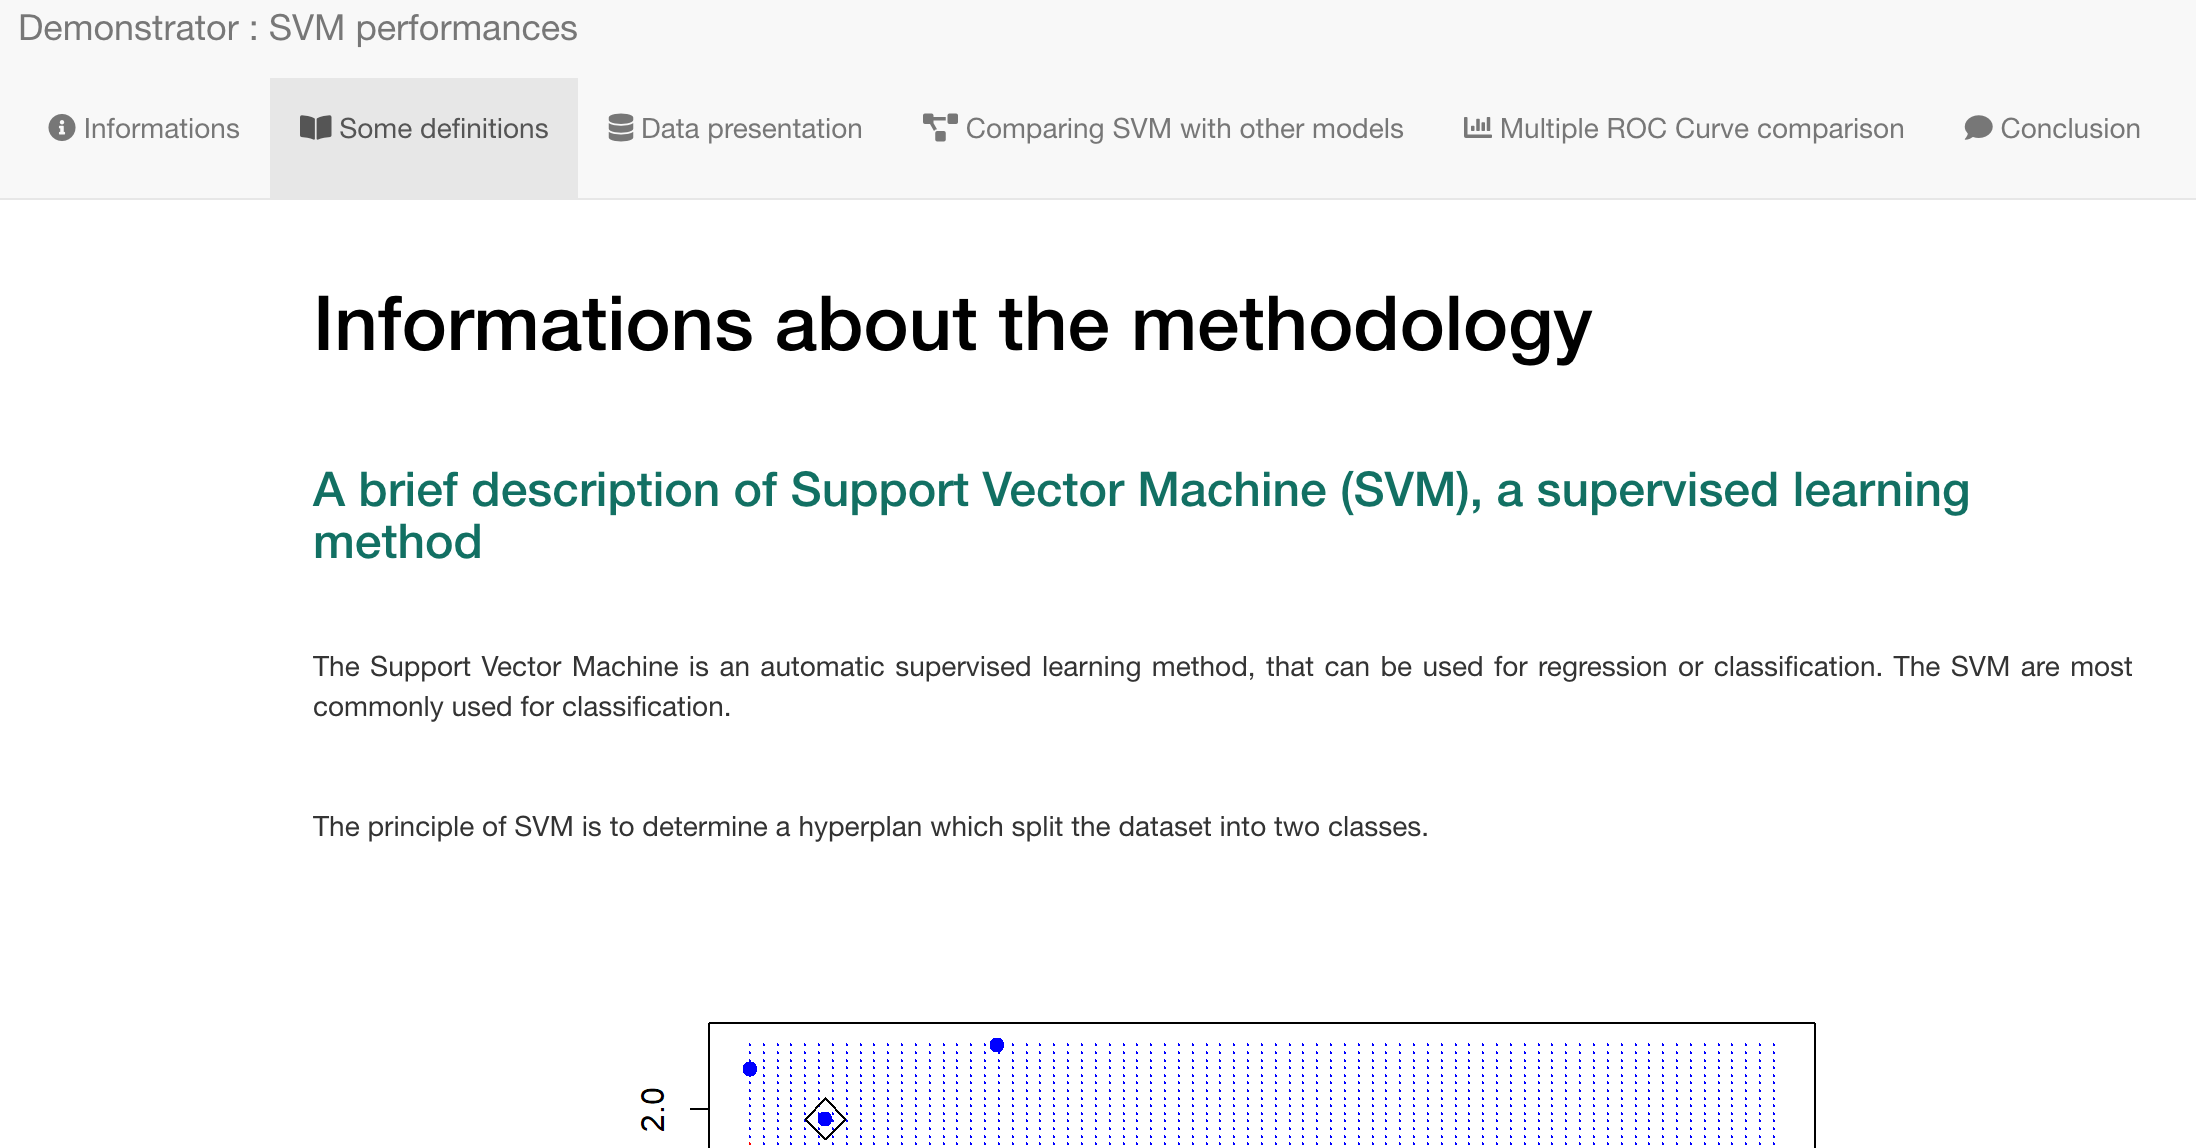 Demonstrator : SVM performances
Informations Some definitions Data presentation Comparing SVM with other models Multiple ROC Curve comparison Conclusion
Informations about the methodology
A brief description of Support Vector Machine (SVM), a supervised learning
method
The Support Vector Machine is an automatic supervised learning method, that can be used for regression or classification. The SVM are most
commonly used for classification.
The principle of SVM is to determine a hyperplan which split the dataset into two classes.
2.0